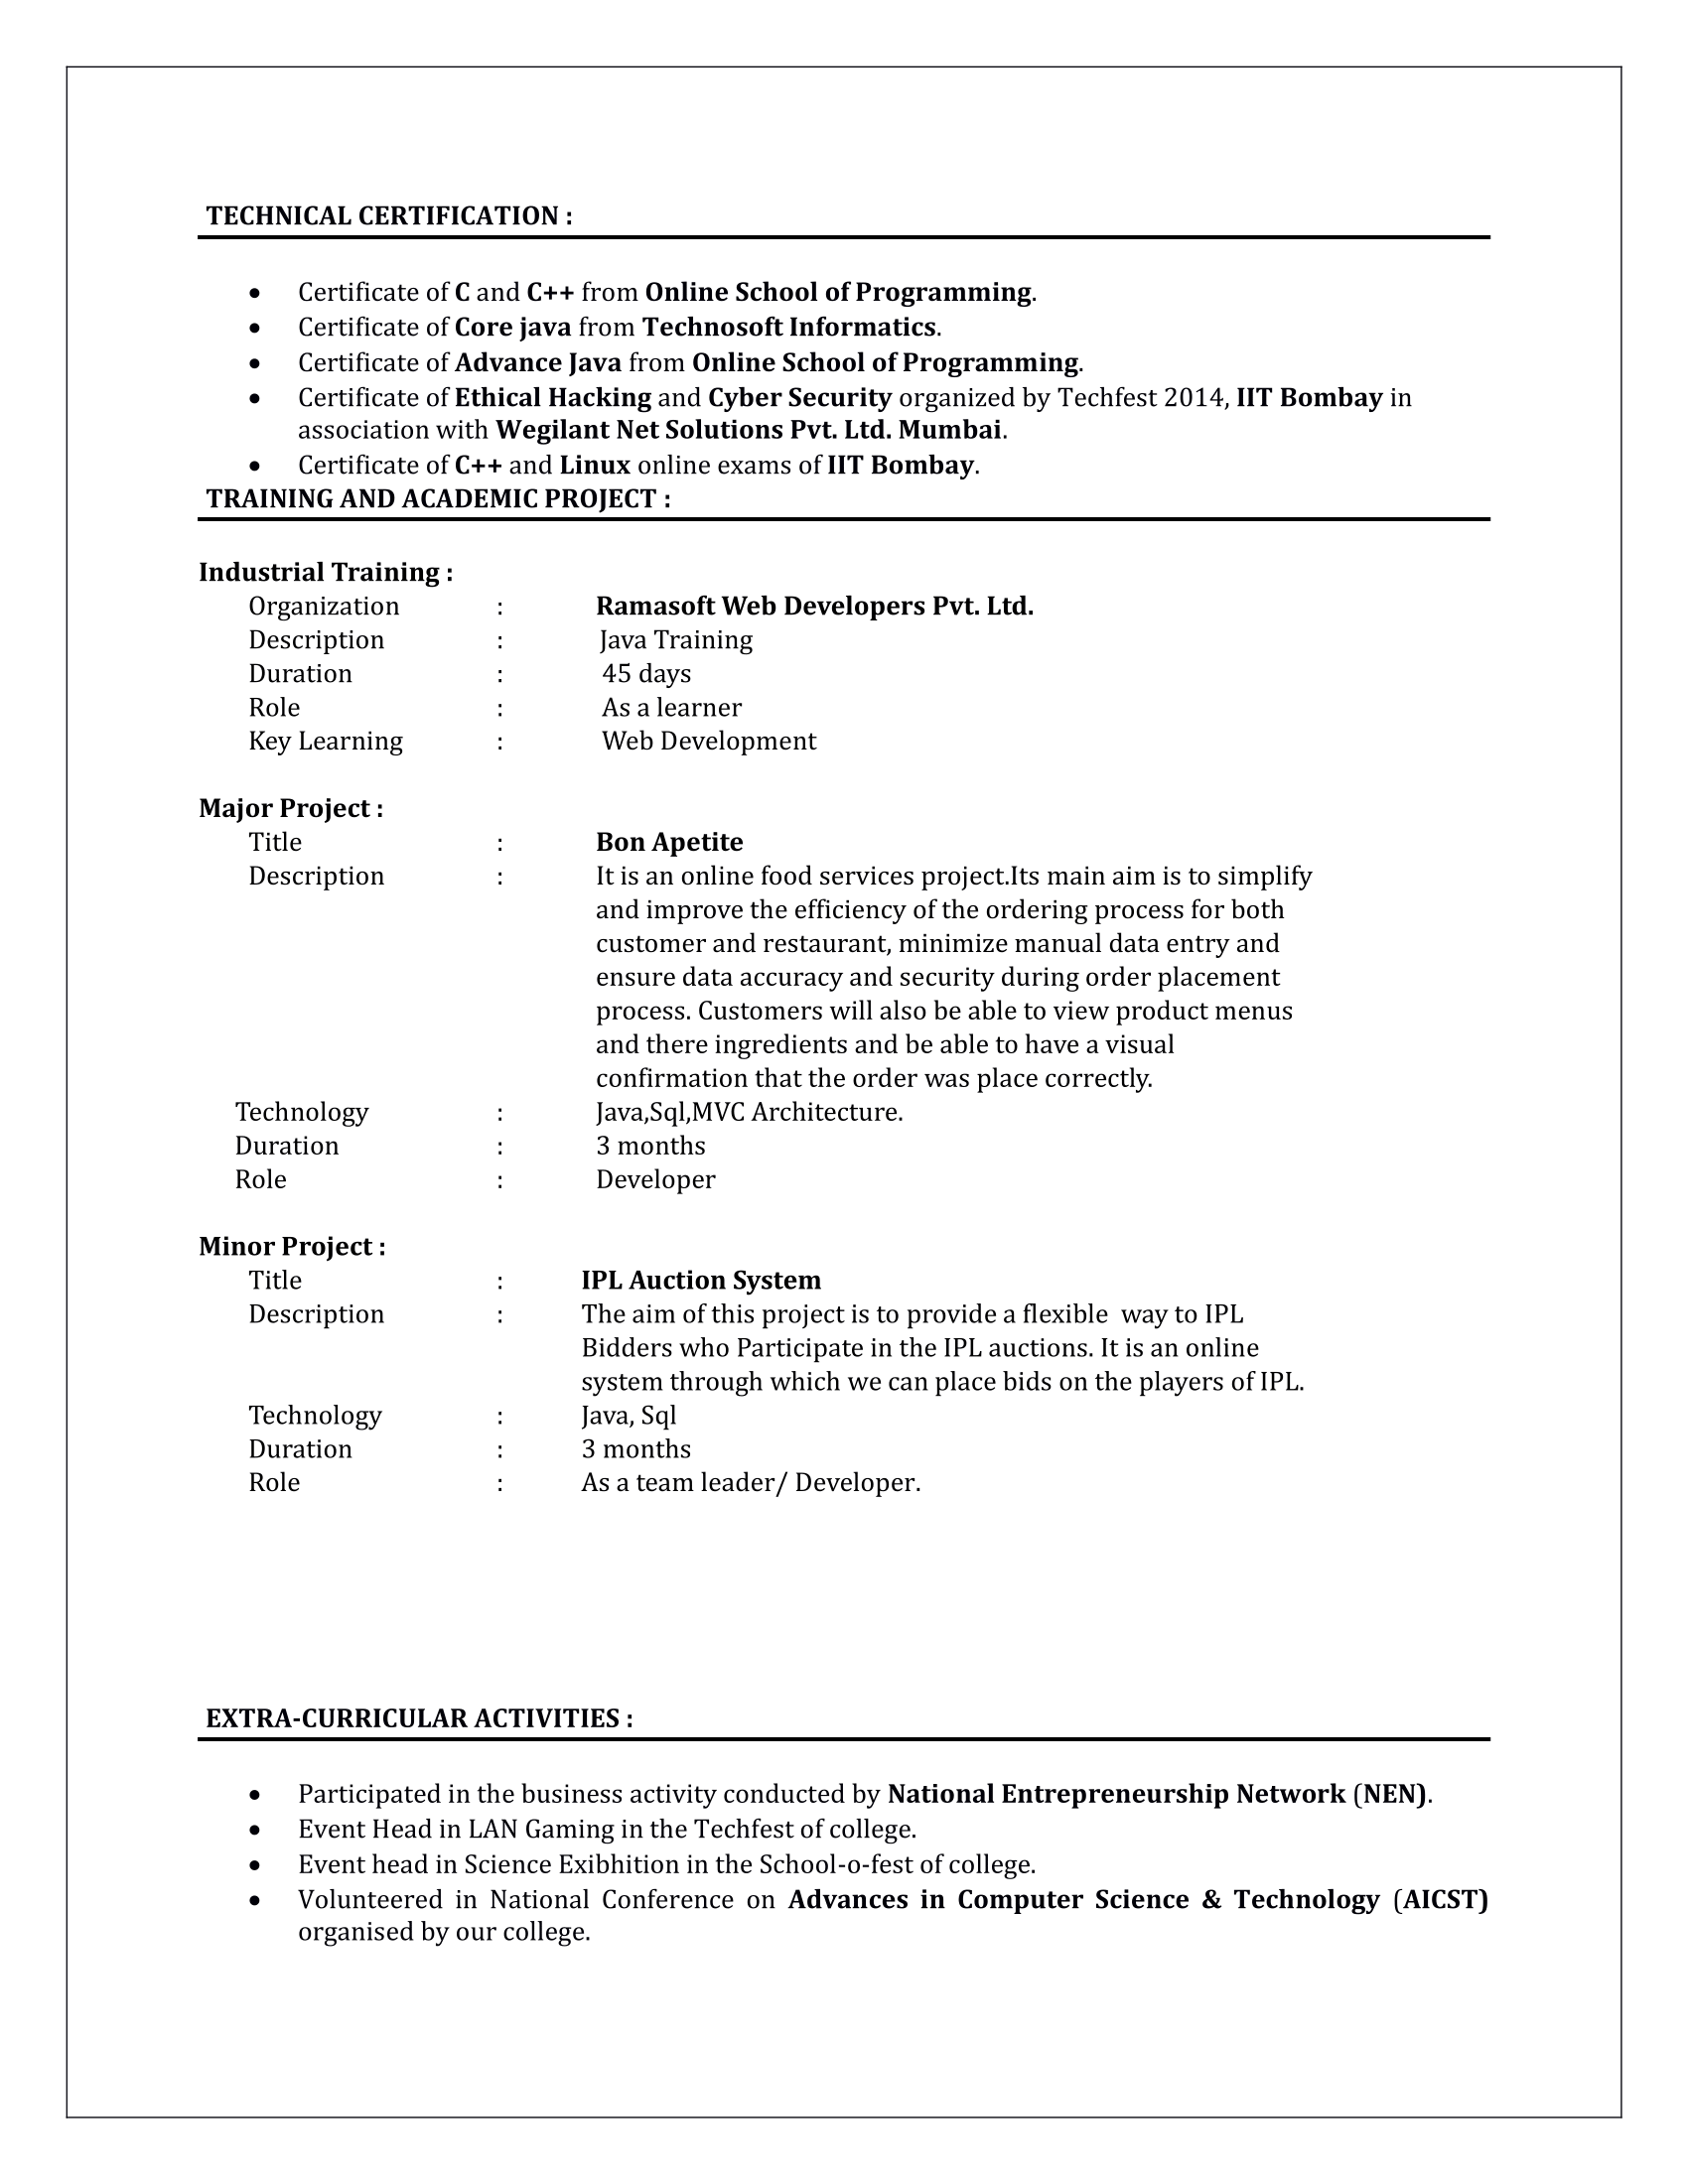 TECHNICAL CERTIFICATION :
• Certificate of C and C++ from Online School of Programming.
• Certificate of Core java from Technosoft Informatics.
• Certificate of Advance Java from Online School of Programming.
• Certificate of Ethical Hacking and Cyber Security organized by Techfest 2014, IIT Bombay in
association with Wegilant Net Solutions Pvt. Ltd. Mumbai.
• Certificate of C++ and Linux online exams of IIT Bombay.
TRAINING AND ACADEMIC PROJECT :
Industrial Training :
Organization : Ramasoft Web Developers Pvt. Ltd.
Description : Java Training
Duration : 45 days
Role : As a learner
Key Learning : Web Development
Major Project :
Title : Bon Apetite
Description : It is an online food services project.Its main aim is to simplify
and improve the efficiency of the ordering process for both
customer and restaurant, minimize manual data entry and
ensure data accuracy and security during order placement
process. Customers will also be able to view product menus
and there ingredients and be able to have a visual
confirmation that the order was place correctly.
Technology : Java,Sql,MVC Architecture.
Duration : 3 months
Role : Developer
Minor Project :
Title : IPL Auction System
Description : The aim of this project is to provide a flexible  way to IPL
Bidders who Participate in the IPL auctions. It is an online
system through which we can place bids on the players of IPL.
Technology : Java, Sql
Duration : 3 months
Role : As a team leader/ Developer.
EXTRA-CURRICULAR ACTIVITIES :
• Participated in the business activity conducted by National Entrepreneurship Network (NEN).
• Event Head in LAN Gaming in the Techfest of college.
• Event head in Science Exibhition in the School-o-fest of college.
• Volunteered in National Conference on Advances in Computer Science & Technology (AICST)
organised by our college.